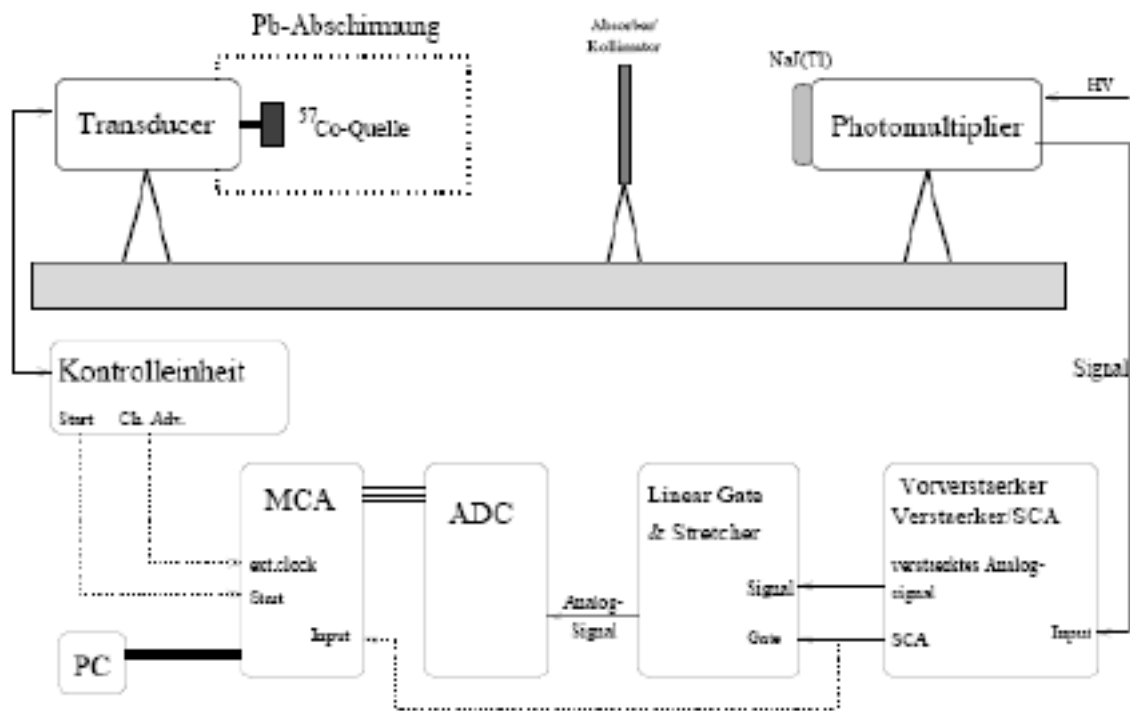 Pb-Abschirmung
Absorber/
Kollimator
NaJ(Tl)
HV
Transducer
57Co-Quelle
Photomultiplier
Kontrolleinheit
Start Ch. Adv.
Signal
MCA
ADC
Linear Gate
& Stretcher
Vorverstaerker
Verstaerker/SCA
ext.clock
Start
Input
Analog-
Signal
Signal
Gate
verstaerktes Analog-
signal
SCA
Input
PC